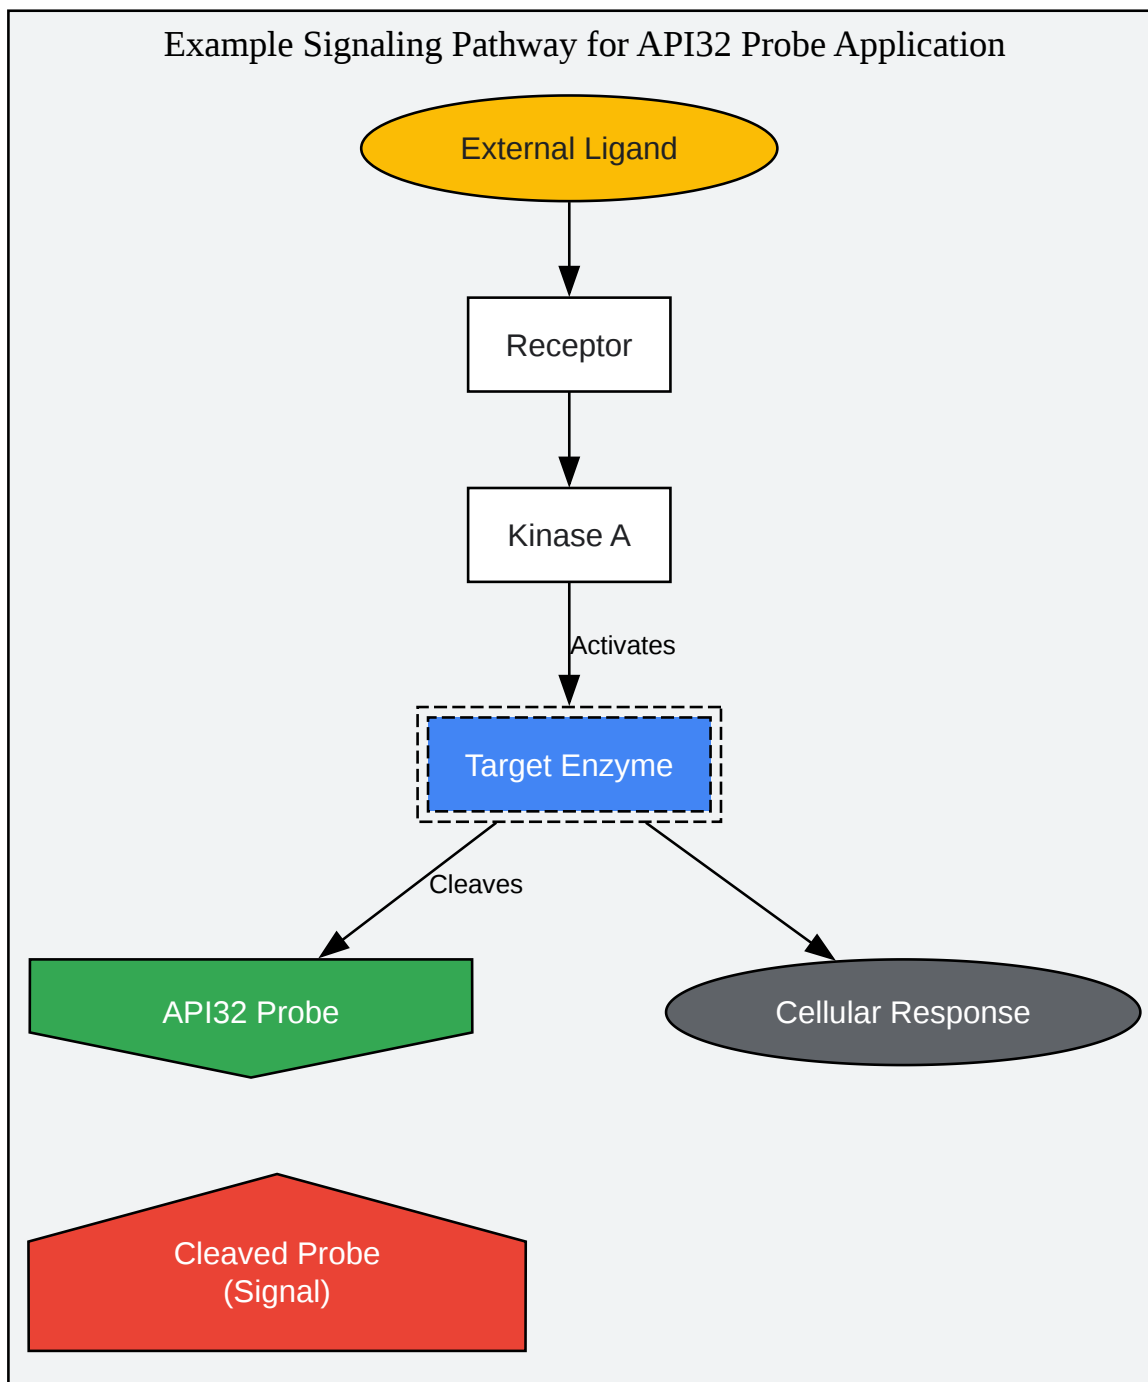 Example Signaling Pathway for API32 Probe Application
External Ligand
Receptor
Kinase A
Activates
Target Enzyme
Cleaves
API32 Probe
Cellular Response
Cleaved Probe
(Signal)